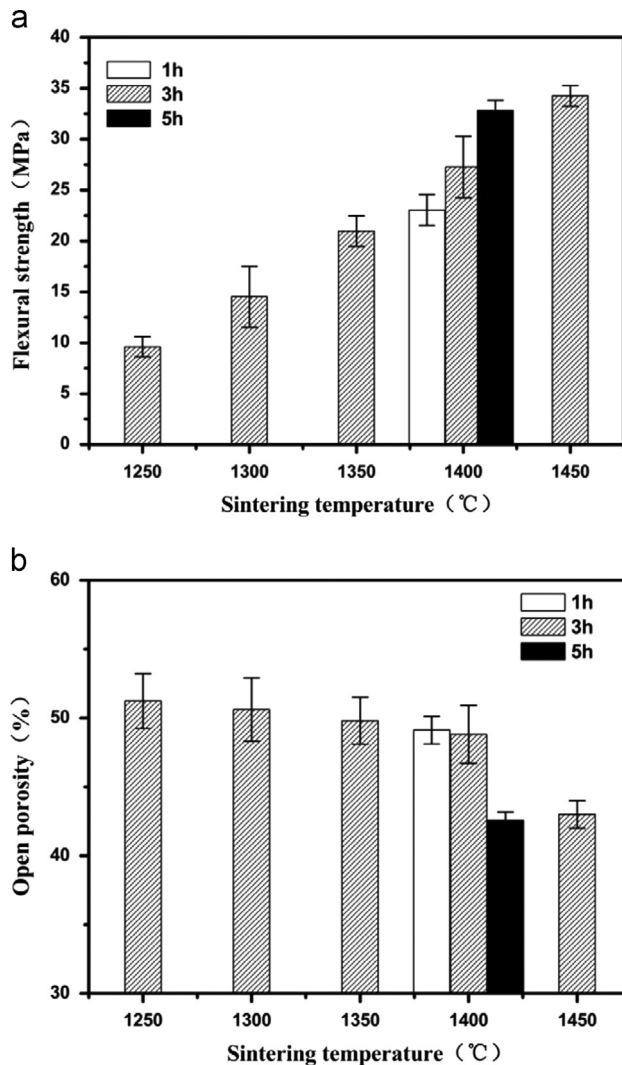 a
40
35
30
25
20
15
10
5
0
Flexural strength（MPa）
1h
3h
5h
1250 1300 1350 1400 1450
Sintering temperature（℃）
b
60
50
40
30
Open porosity（%）
1h
3h
5h
1250 1300 1350 1400 1450
Sintering temperature（℃）